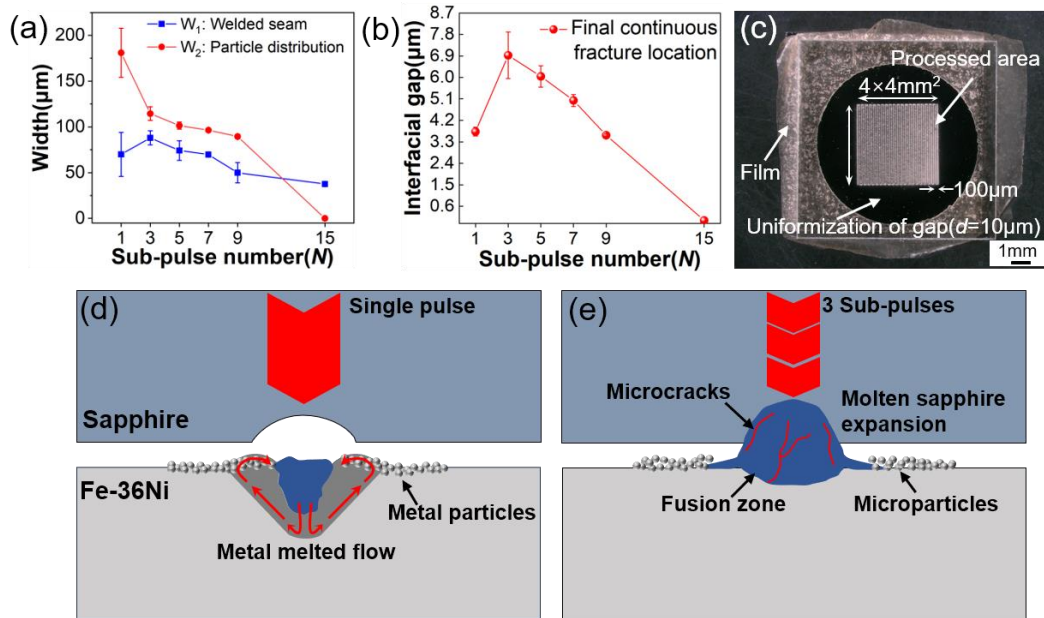 (a)
W₁: Welded seam
W₂: Particle distribution
Width(μm)
200
150
100
50
0
1 3 5 7 9 15
Sub-pulse number(N)
(b)
Final continuous
fracture location
Interfacial gap(μm)
8.1
6.9
6.0
5.1
4.2
3.2
2.4
1.5
0.6
1 3 5 7 9 15
Sub-pulse number(N)
(c)
Processed
area
4×4mm²
Film
100μm
Uniformization of gap(d=10μm)
1mm
(d)
Single pulse
Sapphire
Fe-36Ni
Metal particles
Metal melted flow
(e)
3 Sub-pulses
Microcracks
Molten sapphire
expansion
Fusion zone
Microparticles